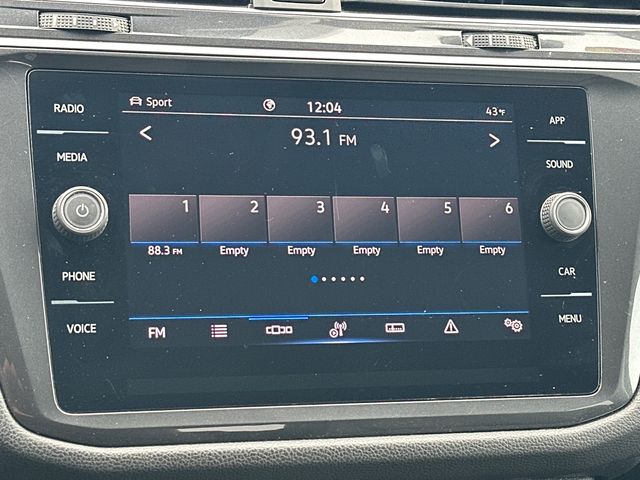 RADIO
Sport 12:04 43°F
APP
93.1 FM
MEDIA
SOUND
1 2 3 4 5 6
88.3 FM Empty Empty Empty Empty Empty
PHONE
CAR
VOICE
FM
MENU